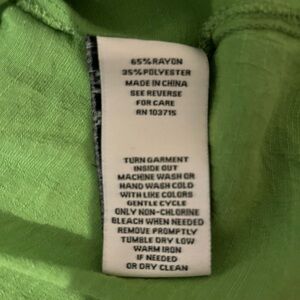 65% RAYON
35% POLYESTER
MADE IN CHINA
SEE REVERSE
FOR CARE
RN 103715
TURN GARMENT
INSIDE OUT
MACHINE WASH OR
HAND WASH COLD
WITH LIKE COLORS
GENTLE CYCLE
ONLY NON-CHLORINE
BLEACH WHEN NEEDED
REMOVE PROMPTLY
TUMBLE DRY LOW
WARM IRON
IF NEEDED
OR DRY CLEAN